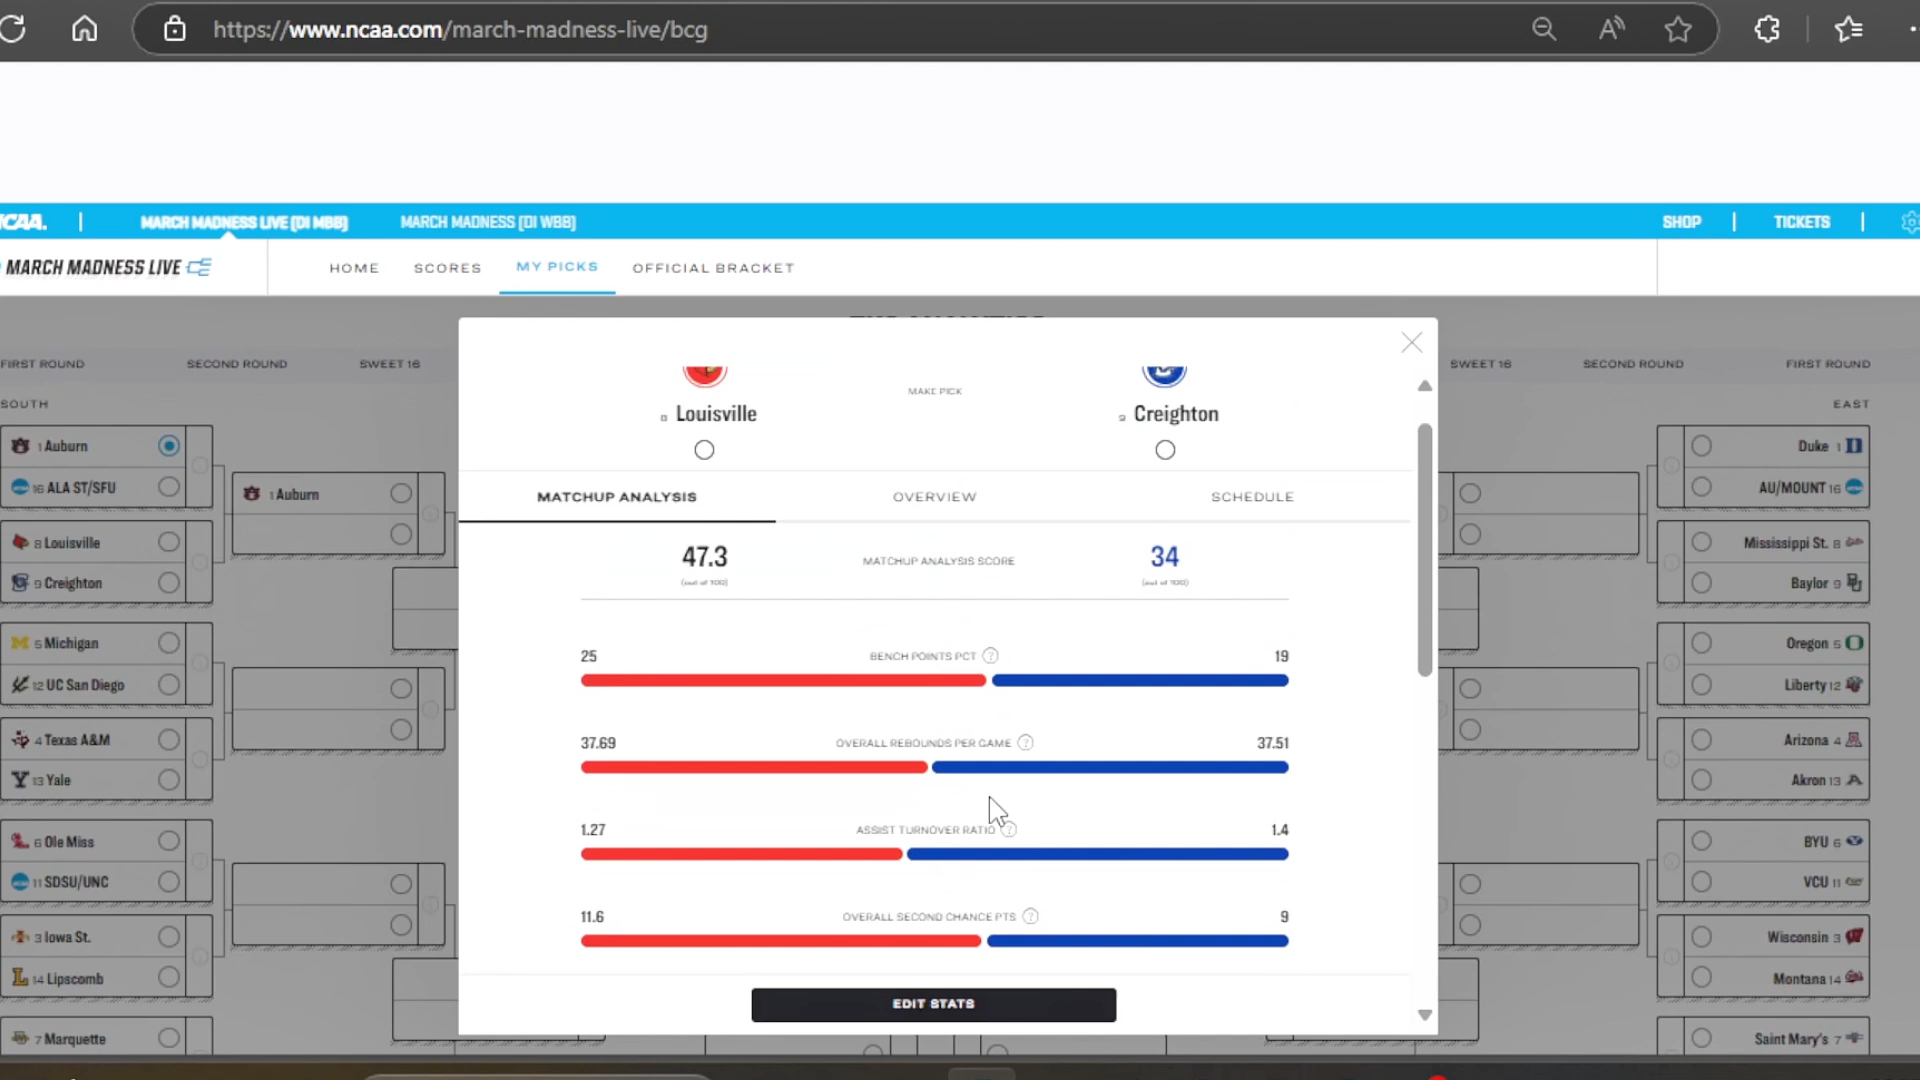 https://www.ncaa.com/march-madness-live/bcg
NCAA.
MARCH MADNESS LIVE (DI MBB)
MARCH MADNESS (DI WBB)
SHOP
TICKETS
MARCH MADNESS LIVE
HOME
SCORES
MY PICKS
OFFICIAL BRACKET
FIRST ROUND
SECOND ROUND
SWEET 16
SWEET 16
SECOND ROUND
FIRST ROUND
SOUTH
EAST
1 Auburn
16 ALA ST/SFU
8 Louisville
9 Creighton
5 Michigan
12 UC San Diego
4 Texas A&M
13 Yale
6 Ole Miss
11 SDSU/UNC
3 Iowa St.
14 Lipscomb
7 Marquette
1 Auburn
MAKE PICK
8 Louisville
9 Creighton
MATCHUP ANALYSIS
OVERVIEW
SCHEDULE
47.3
MATCHUP ANALYSIS SCORE
34
(out of 100)
(out of 100)
25
BENCH POINTS PCT ?
19
37.69
OVERALL REBOUNDS PER GAME ?
37.51
1.27
ASSIST TURNOVER RATIO ?
1.4
11.6
OVERALL SECOND CHANCE PTS ?
9
EDIT STATS
Duke 1
AU/MOUNT 16
Mississippi St. 8
Baylor 9
Oregon 5
Liberty 12
Arizona 4
Akron 13
BYU 6
VCU 11
Wisconsin 3
Montana 14
Saint Mary's 7